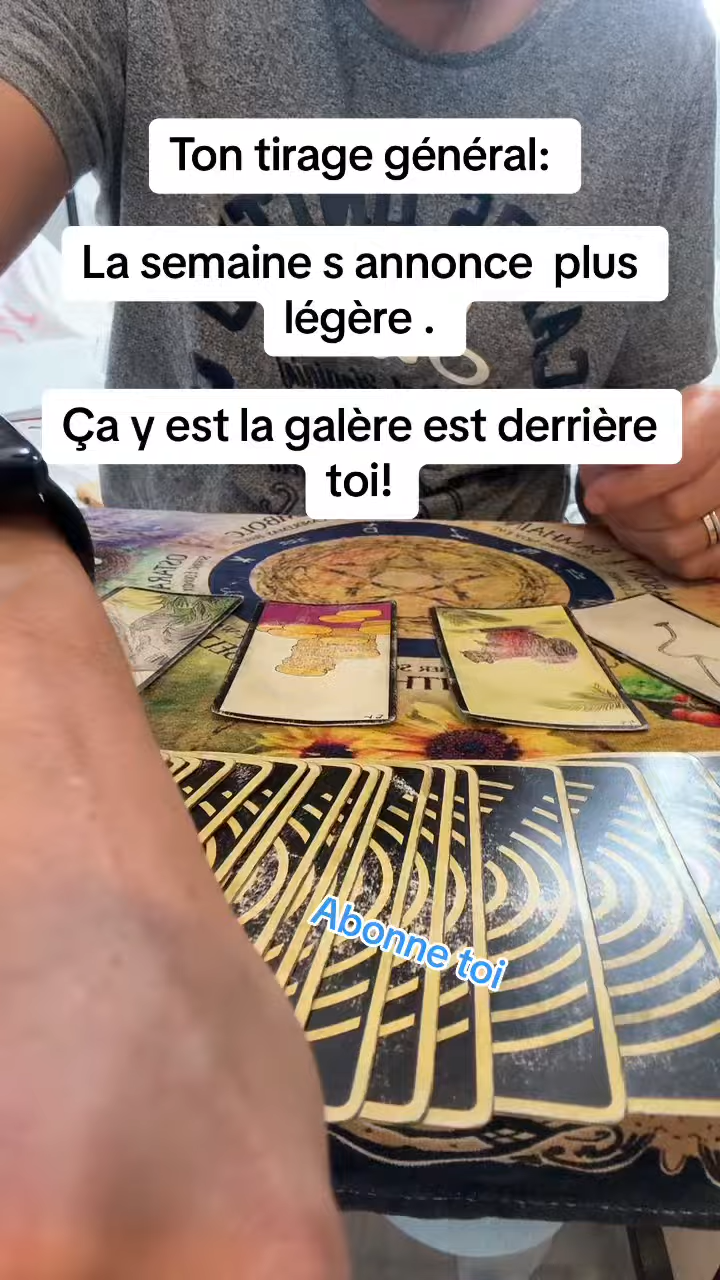 Ton tirage général:
La semaine s annonce  plus
légère .
Ça y est la galère est derrière
toi!
Abonne toi